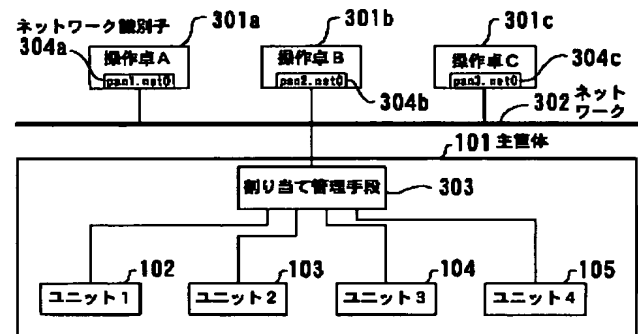 ネットワーク識別子
304a
301a
操作卓A
pan1.net0
301b
操作卓B
pan2.net0
304b
301c
操作卓C
pan3.net0
304c
302 ネット
ワーク
101 主筐体
割り当て管理手段
303
102
ユニット1
103
ユニット2
104
ユニット3
105
ユニット4